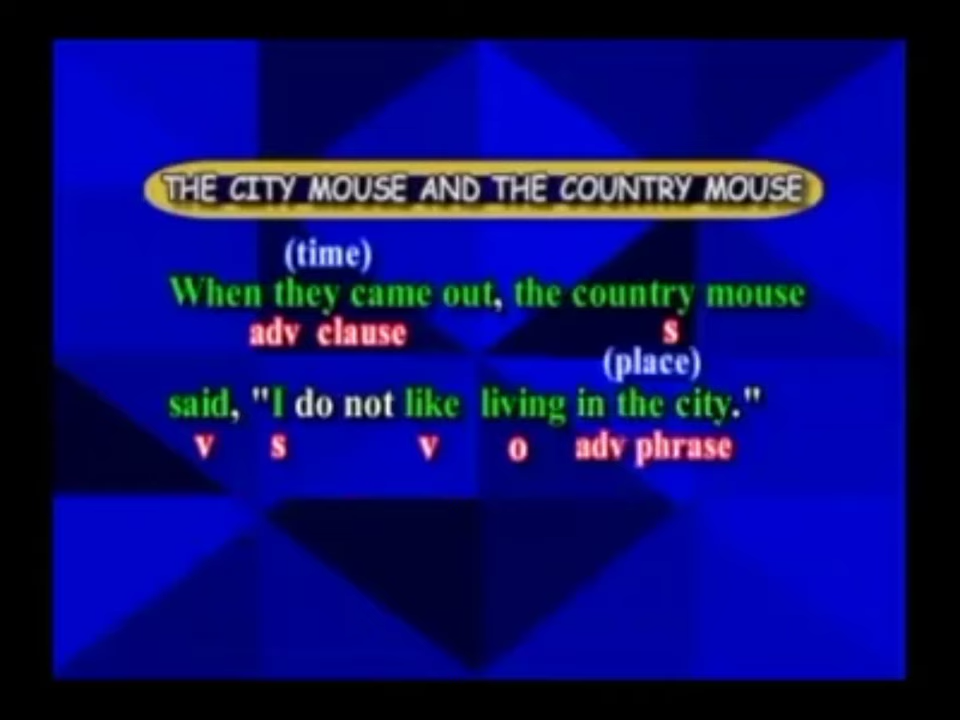 THE CITY MOUSE AND THE COUNTRY MOUSE
(time)
When they came out, the country mouse
adv clause s
(place)
said, "I do not like living in the city."
v s v o adv phrase